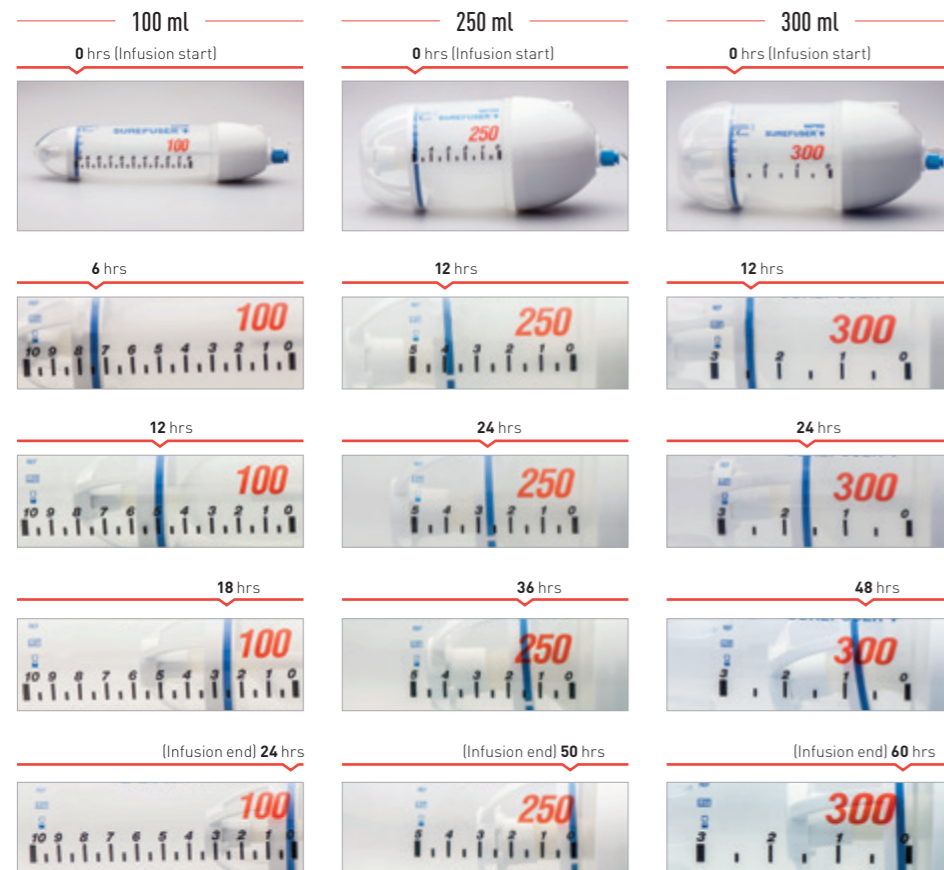 100 ml
0 hrs (Infusion start)
SUREFUSER+
100
6 hrs
100
10 9 8 7 6 5 4 3 2 1 0
12 hrs
100
10 9 8 7 6 5 4 3 2 1 0
18 hrs
100
10 9 8 7 6 5 4 3 2 1 0
(Infusion end) 24 hrs
100
10 9 8 7 6 5 4 3 2 1 0
250 ml
0 hrs (Infusion start)
SUREFUSER+
250
12 hrs
250
5 4 3 2 1 0
24 hrs
250
5 4 3 2 1 0
36 hrs
250
5 4 3 2 1 0
(Infusion end) 50 hrs
250
5 4 3 2 1 0
300 ml
0 hrs (Infusion start)
SUREFUSER+
300
12 hrs
300
3 2 1 0
24 hrs
300
3 2 1 0
48 hrs
300
3 2 1 0
(Infusion end) 60 hrs
300
3 2 1 0